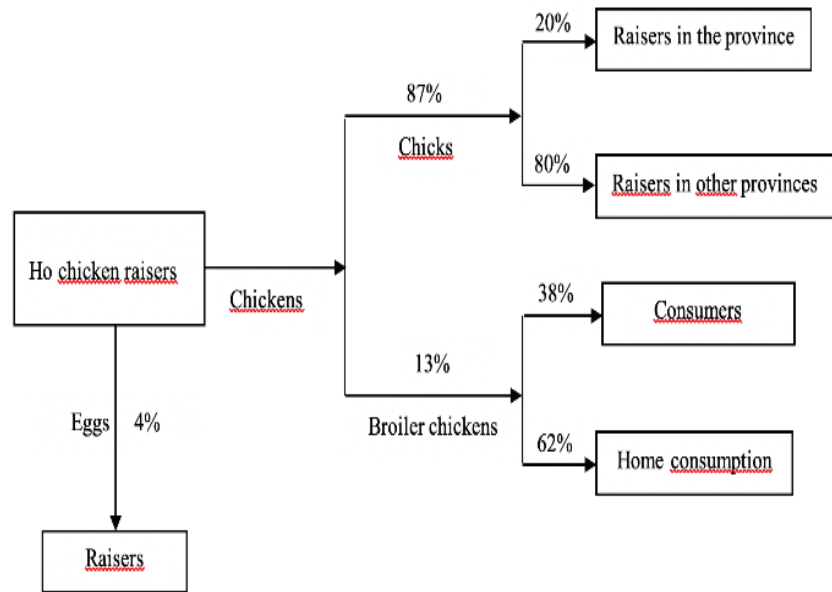 20%
Raisers in the province
87%
Chicks
80%
Raisers in other provinces
Ho chicken raisers
Chickens
38%
Consumers
13%
Broiler chickens
62%
Home consumption
Eggs 4%
Raisers